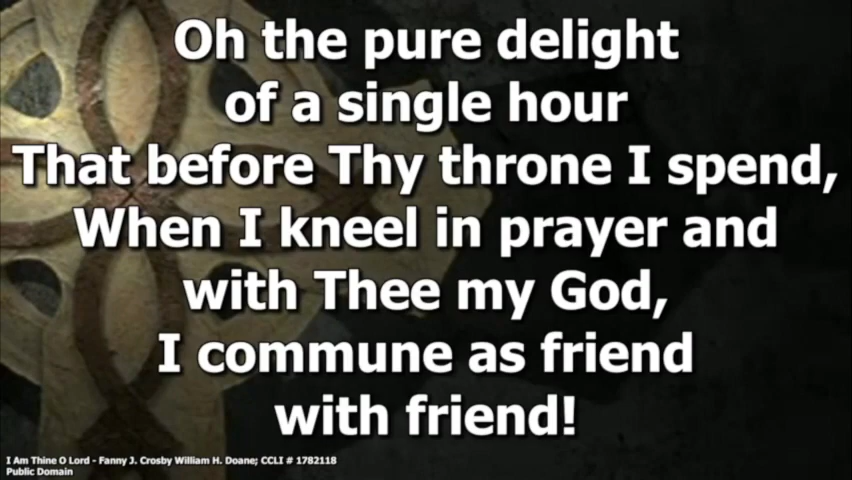 Oh the pure delight
of a single hour
That before Thy throne I spend,
When I kneel in prayer and
with Thee my God,
I commune as friend
with friend!
I Am Thine O Lord - Fanny J. Crosby William H. Doane; CCLI # 1782118
Public Domain